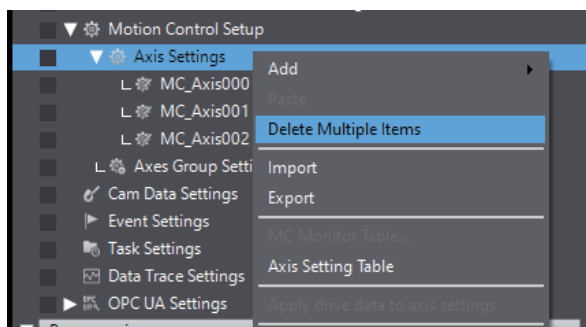 Motion Control Setup
Axis Settings
MC_Axis000
MC_Axis001
MC_Axis002
Axes Group Setti
Cam Data Settings
Event Settings
Task Settings
Data Trace Settings
OPC UA Settings
Add
Paste
Delete Multiple Items
Import
Export
MC Monitor Table...
Axis Setting Table
Apply drive data to axis settings